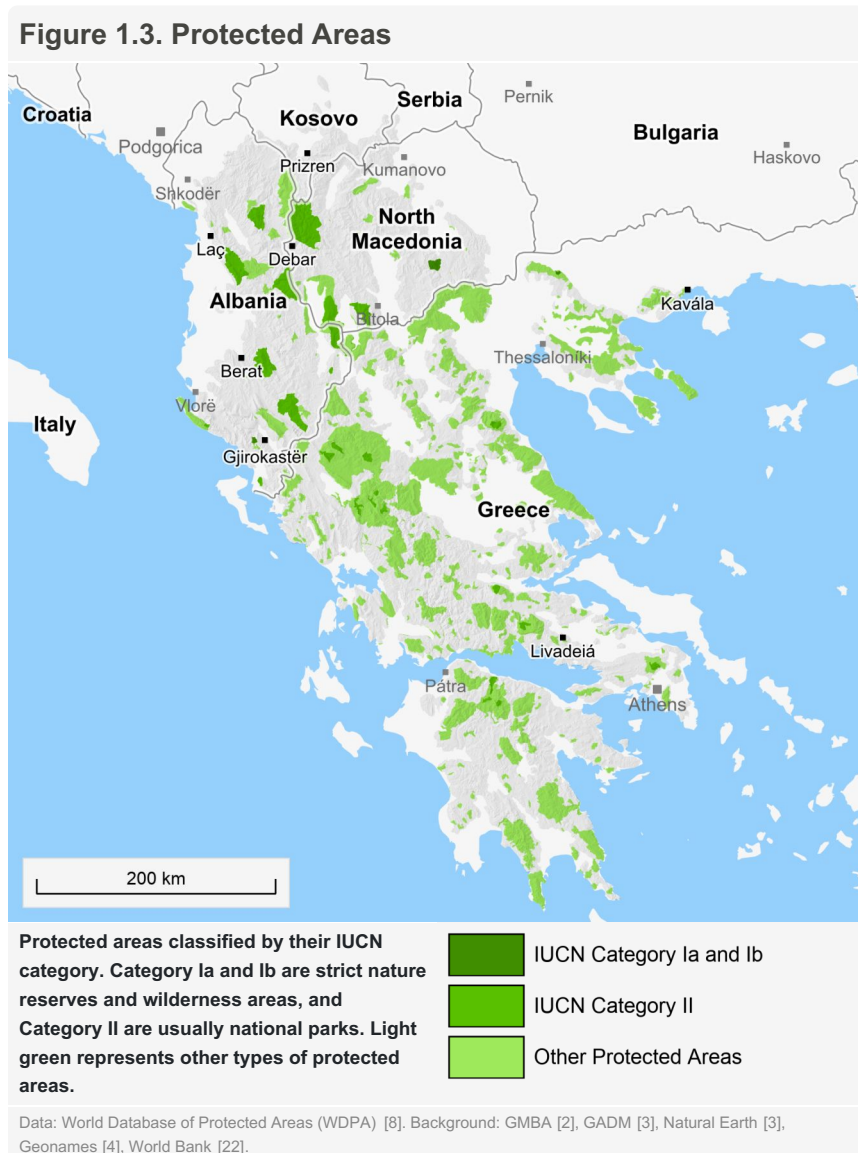 Figure 1.3. Protected Areas
Croatia
Podgorica
Shkodër
Kosovo
Prizren
Serbia
Kumanovo
Pernik
Bulgaria
Haskovo
North
Macedonia
Laç
Debar
Albania
Bitola
Kavála
Thessaloníki
Berat
Vlorë
Italy
Gjirokastër
Greece
Livadeiá
Pátra
Athens
200 km
Protected areas classified by their IUCN
category. Category Ia and Ib are strict nature
reserves and wilderness areas, and
Category II are usually national parks. Light
green represents other types of protected
areas.
IUCN Category Ia and Ib
IUCN Category II
Other Protected Areas
Data: World Database of Protected Areas (WDPA) [8]. Background: GMBA [2], GADM [3], Natural Earth [3],
Geonames [4], World Bank [22].